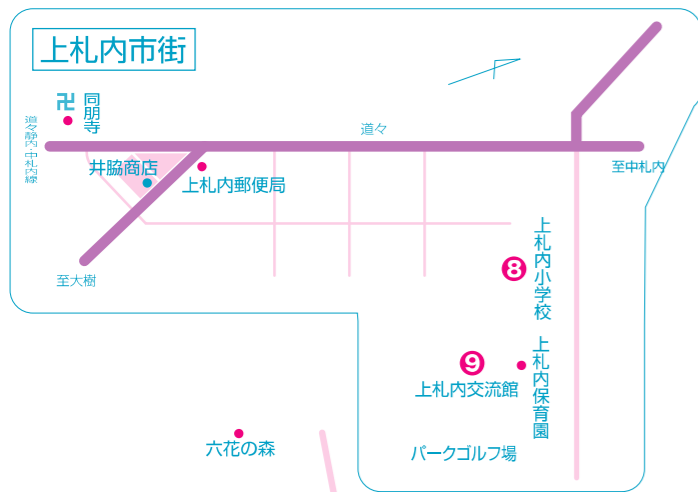 上札内市街
卍 同朋寺
道々静内・中札内線
道々
至中札内
井脇商店
上札内郵便局
至大樹
8
上札内小学校
9
上札内交流館
上札内保育園
六花の森
パークゴルフ場